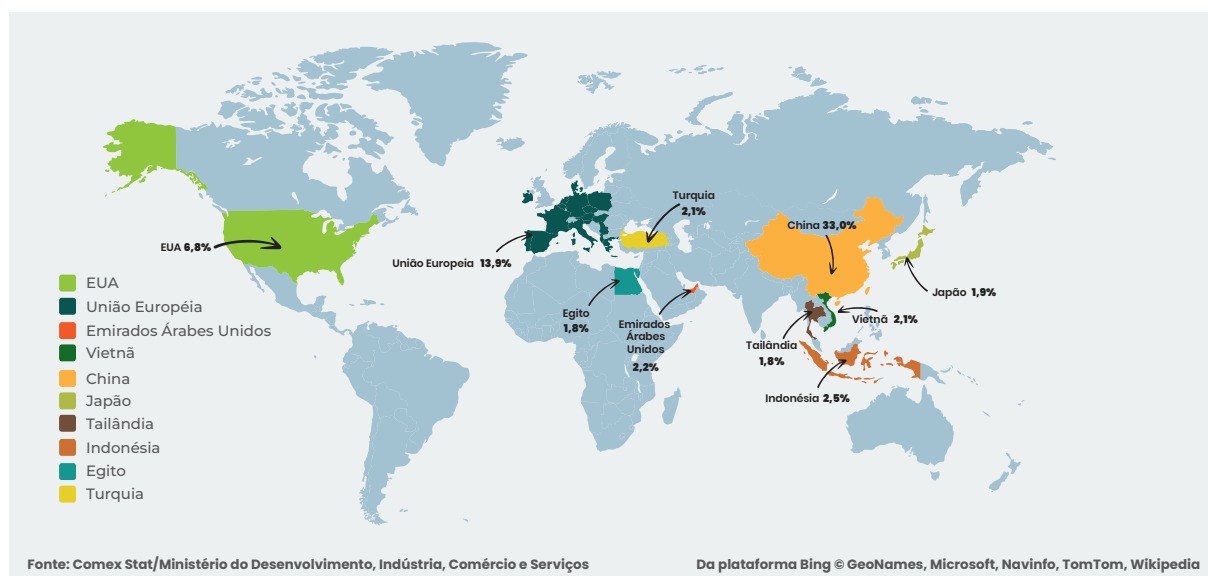 Turquia
2,1%
China 33,0%
EUA 6,8%
União Europeia 13,9%
Japão 1,9%
Egito
1,8%
Emirados
Árabes
Unidos
2,2%
Vietnã 2,1%
Tailândia
1,8%
Indonésia 2,5%
EUA
União Européia
Emirados Árabes Unidos
Vietnã
China
Japão
Tailândia
Indonésia
Egito
Turquia
Fonte: Comex Stat/Ministério do Desenvolvimento, Indústria, Comércio e Serviços
Da plataforma Bing © GeoNames, Microsoft, Navinfo, TomTom, Wikipedia